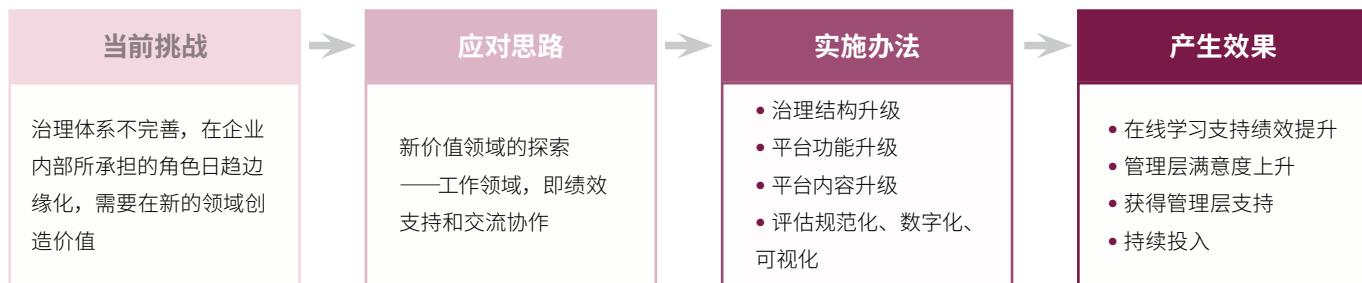 当前挑战
治理体系不完善，在企业
内部所承担的角色日趋边
缘化，需要在新的领域创
造价值
应对思路
新价值领域的探索
——工作领域，即绩效
支持和交流协作
实施办法
• 治理结构升级
• 平台功能升级
• 平台内容升级
• 评估规范化、数字化、
可视化
产生效果
• 在线学习支持绩效提升
• 管理层满意度上升
• 获得管理层支持
• 持续投入